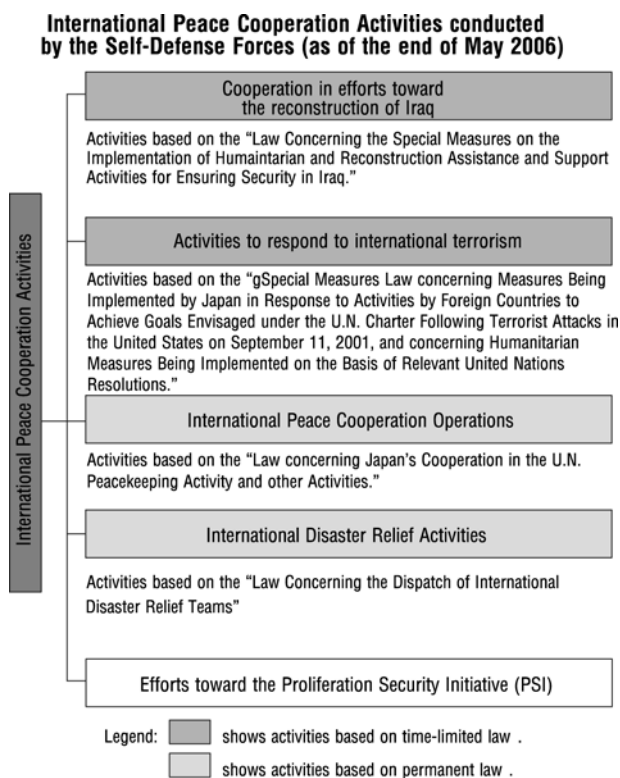 International Peace Cooperation Activities conducted
by the Self-Defense Forces (as of the end of May 2006)
International Peace Cooperation Activities
Cooperation in efforts toward
the reconstruction of Iraq
Activities based on the “Law Concerning the Special Measures on the
Implementation of Humaintarian and Reconstruction Assistance and Support
Activities for Ensuring Security in Iraq.”
Activities to respond to international terrorism
Activities based on the “gSpecial Measures Law concerning Measures Being
Implemented by Japan in Response to Activities by Foreign Countries to
Achieve Goals Envisaged under the U.N. Charter Following Terrorist Attacks in
the United States on September 11, 2001, and concerning Humanitarian
Measures Being Implemented on the Basis of Relevant United Nations
Resolutions.”
International Peace Cooperation Operations
Activities based on the “Law concerning Japan’s Cooperation in the U.N.
Peacekeeping Activity and other Activities.”
International Disaster Relief Activities
Activities based on the “Law Concerning the Dispatch of International
Disaster Relief Teams”
Efforts toward the Proliferation Security Initiative (PSI)
Legend: shows activities based on time-limited law .
shows activities based on permanent law .